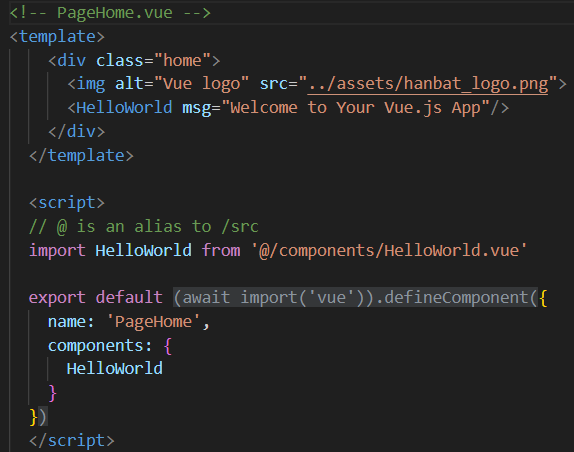 <!-- PageHome.vue -->
<template>
<div class="home">
<img alt="Vue logo" src="../assets/hanbat_logo.png">
<HelloWorld msg="Welcome to Your Vue.js App"/>
</div>
</template>
<script>
// @ is an alias to /src
import HelloWorld from '@/components/HelloWorld.vue'
export default (await import('vue')).defineComponent({
name: 'PageHome',
components: {
HelloWorld
}
})
</script>